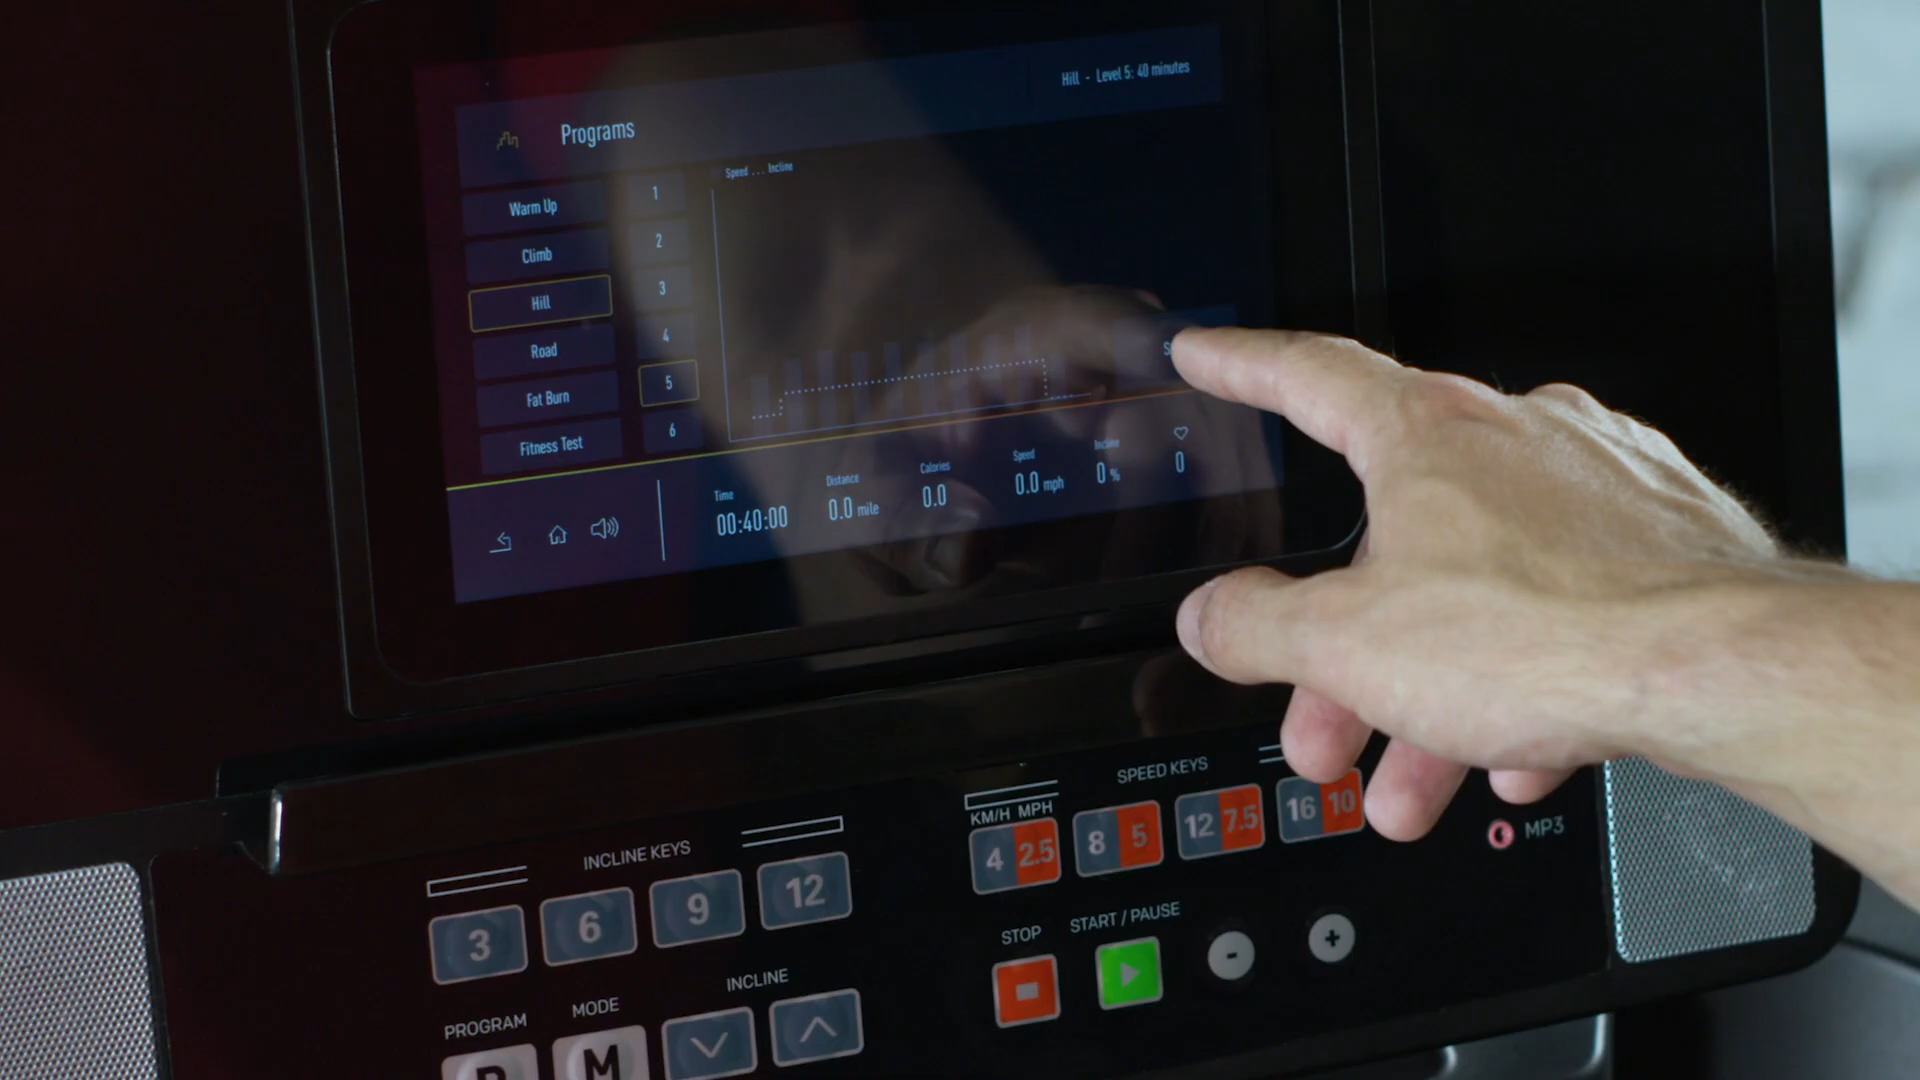 Hill - Level 5: 40 minutes
Programs
Speed ... Incline
Warm Up
Climb
Hill
Road
Fat Burn
Fitness Test
1
2
3
4
5
6
Time
00:40:00
Distance
0.0 mile
Calories
0.0
Speed
0.0 mph
Incline
0 %
0
SPEED KEYS
KM/H MPH
4 2.5
8 5
12 7.5
16 10
MP3
INCLINE KEYS
3
6
9
12
STOP
START / PAUSE
-
+
INCLINE
PROGRAM
MODE
P
M